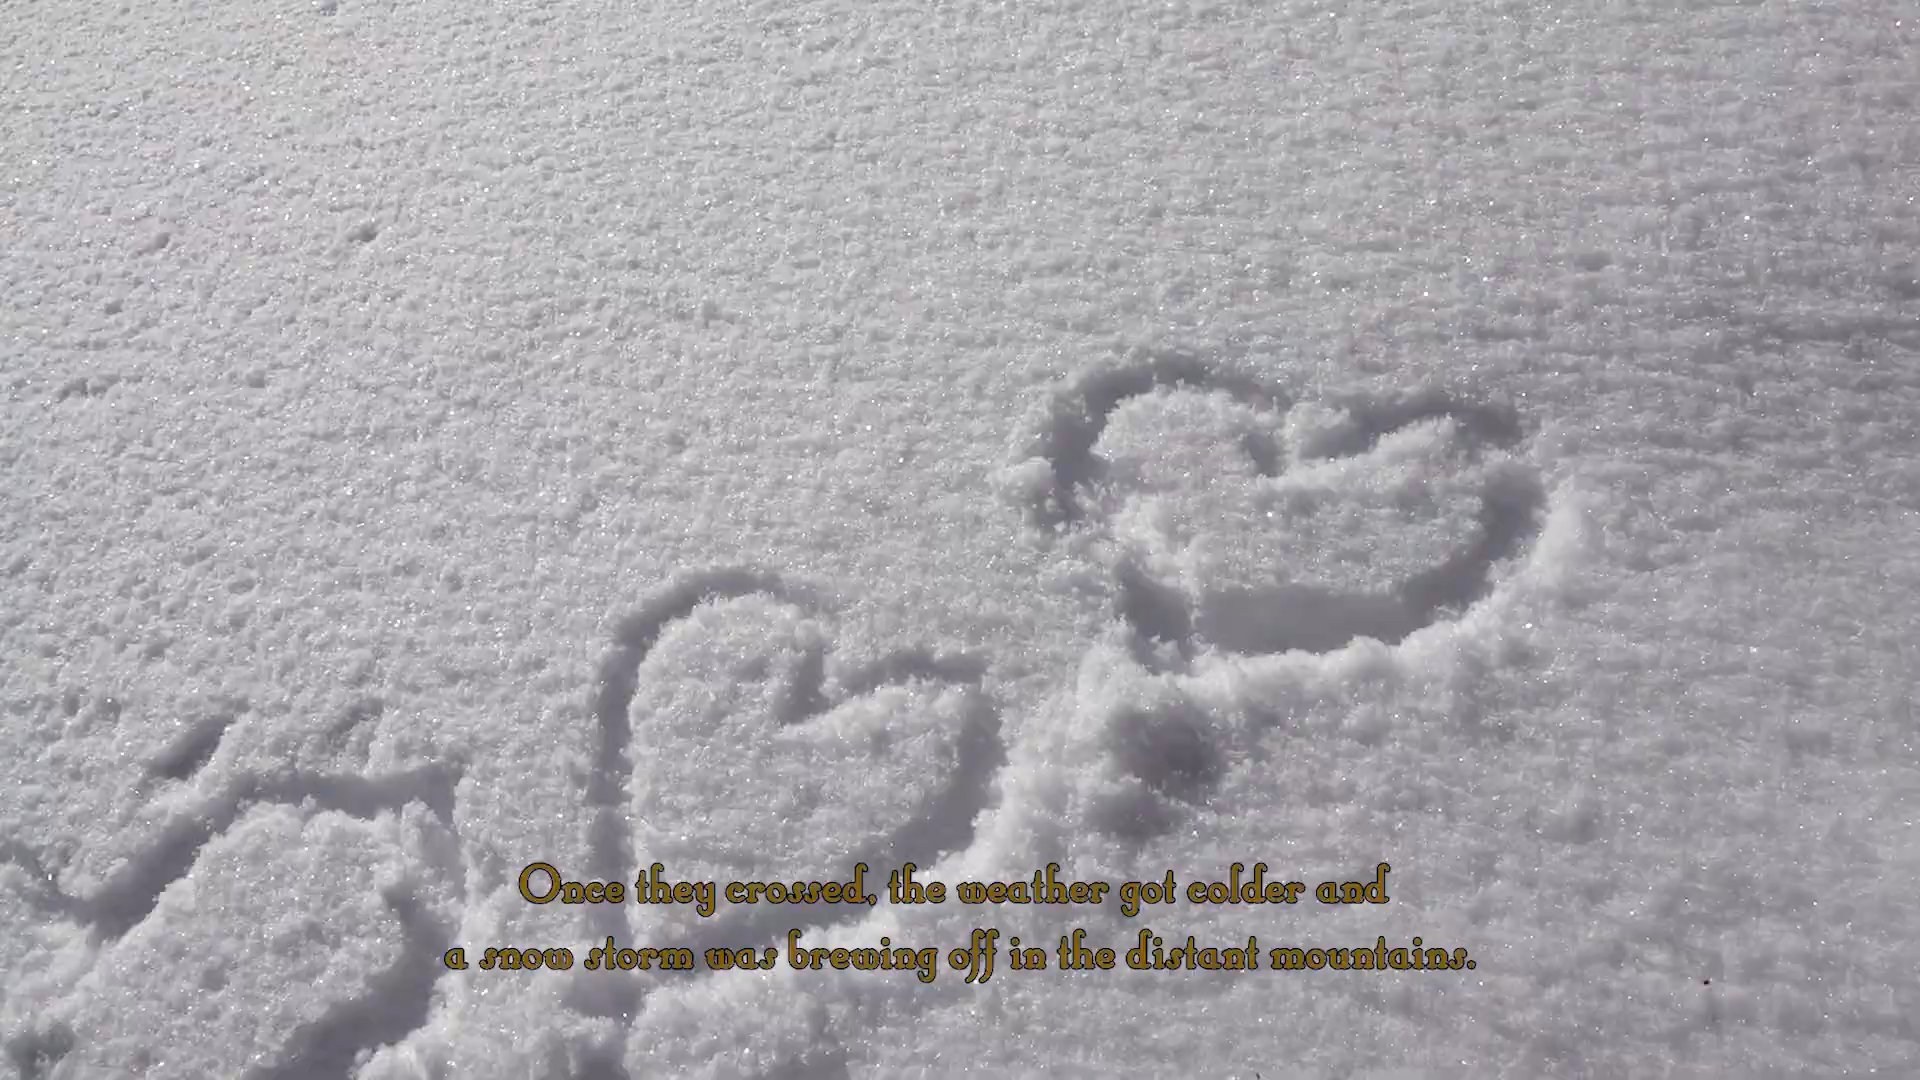 Once they crossed, the weather got colder and
a snow storm was brewing off in the distant mountains.